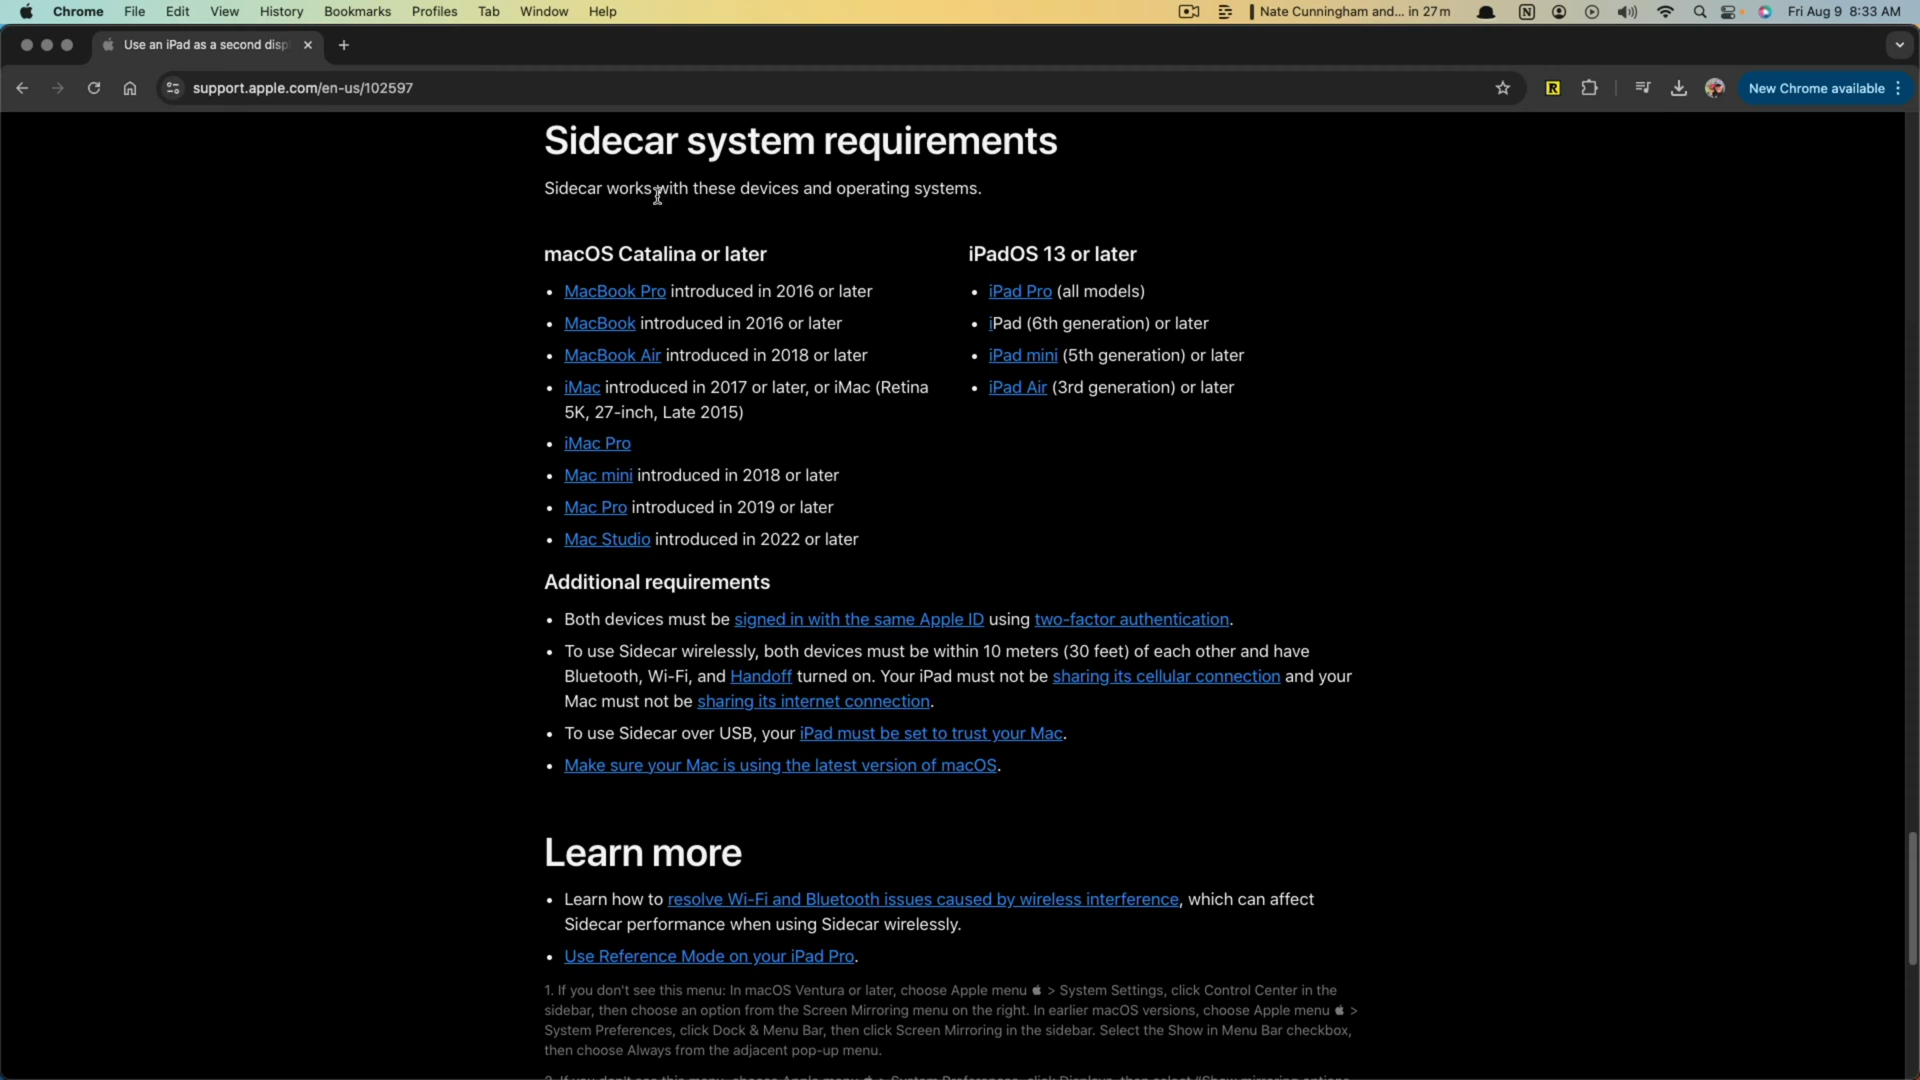 Chrome File Edit View History Bookmarks Profiles Tab Window Help Nate Cunningham and... in 27m Fri Aug 9 8:33 AM
Use an iPad as a second disp
support.apple.com/en-us/102597 R New Chrome available
Sidecar system requirements
Sidecar works with these devices and operating systems.
macOS Catalina or later
• MacBook Pro introduced in 2016 or later
• MacBook introduced in 2016 or later
• MacBook Air introduced in 2018 or later
• iMac introduced in 2017 or later, or iMac (Retina
5K, 27-inch, Late 2015)
• iMac Pro
• Mac mini introduced in 2018 or later
• Mac Pro introduced in 2019 or later
• Mac Studio introduced in 2022 or later
iPadOS 13 or later
• iPad Pro (all models)
• iPad (6th generation) or later
• iPad mini (5th generation) or later
• iPad Air (3rd generation) or later
Additional requirements
• Both devices must be signed in with the same Apple ID using two-factor authentication.
• To use Sidecar wirelessly, both devices must be within 10 meters (30 feet) of each other and have
Bluetooth, Wi-Fi, and Handoff turned on. Your iPad must not be sharing its cellular connection and your
Mac must not be sharing its internet connection.
• To use Sidecar over USB, your iPad must be set to trust your Mac.
• Make sure your Mac is using the latest version of macOS.
Learn more
• Learn how to resolve Wi-Fi and Bluetooth issues caused by wireless interference, which can affect
Sidecar performance when using Sidecar wirelessly.
• Use Reference Mode on your iPad Pro.
1. If you don't see this menu: In macOS Ventura or later, choose Apple menu > System Settings, click Control Center in the
sidebar, then choose an option from the Screen Mirroring menu on the right. In earlier macOS versions, choose Apple menu >
System Preferences, click Dock & Menu Bar, then click Screen Mirroring in the sidebar. Select the Show in Menu Bar checkbox,
then choose Always from the adjacent pop-up menu.